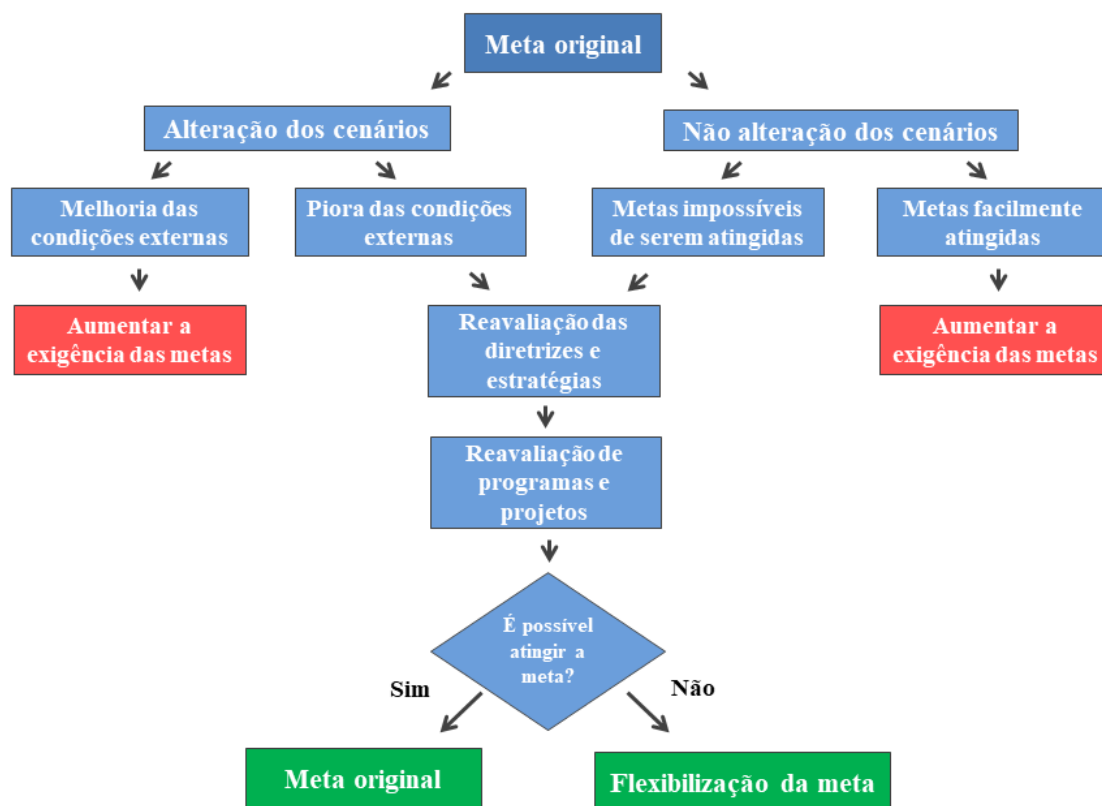 Meta original
Alteração dos cenários
Não alteração dos cenários
Melhoria das
condições externas
Piora das condições
externas
Metas impossíveis
de serem atingidas
Metas facilmente
atingidas
Aumentar a
exigência das metas
Reavaliação das
diretrizes e
estratégias
Aumentar a
exigência das metas
Reavaliação de
programas e
projetos
É possível
atingir a
meta?
Sim
Não
Meta original
Flexibilização da meta